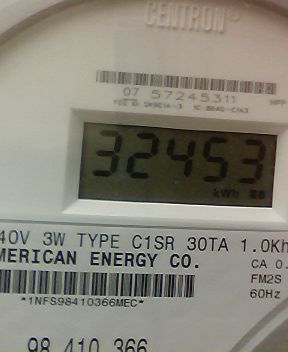 CENTRON®
07 57245311
32453
kWh
40V 3W TYPE C1SR 30TA 1.0Kh
MERICAN ENERGY CO.
CA 0.
FM2S
*1NFS98410366MEC*
60Hz
98 410 366